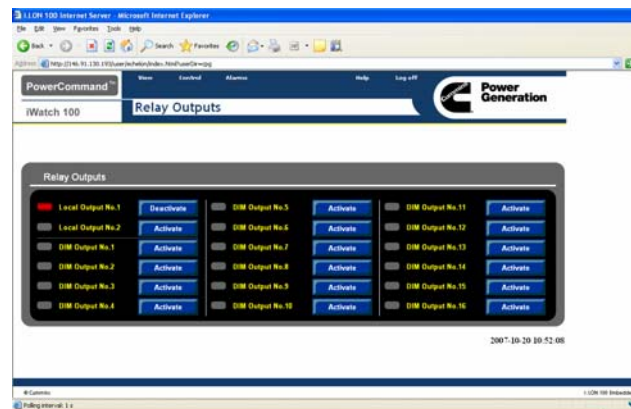 i.LON 100 Internet Server - Microsoft Internet Explorer
File Edit View Favorites Tools Help
Back Search Favorites
PowerCommand™
View Control Alarms Help Log off
iWatch 100
Relay Outputs
Power
Generation
Relay Outputs
Local Output No.1 Deactivate DIM Output No.5 Activate DIM Output No.11 Activate
Local Output No.2 Activate DIM Output No.6 Activate DIM Output No.12 Activate
DIM Output No.1 Activate DIM Output No.7 Activate DIM Output No.13 Activate
DIM Output No.2 Activate DIM Output No.8 Activate DIM Output No.14 Activate
DIM Output No.3 Activate DIM Output No.9 Activate DIM Output No.15 Activate
DIM Output No.4 Activate DIM Output No.10 Activate DIM Output No.16 Activate
2007-10-20 10:52:08
© Cummins
Polling interval: 1 s